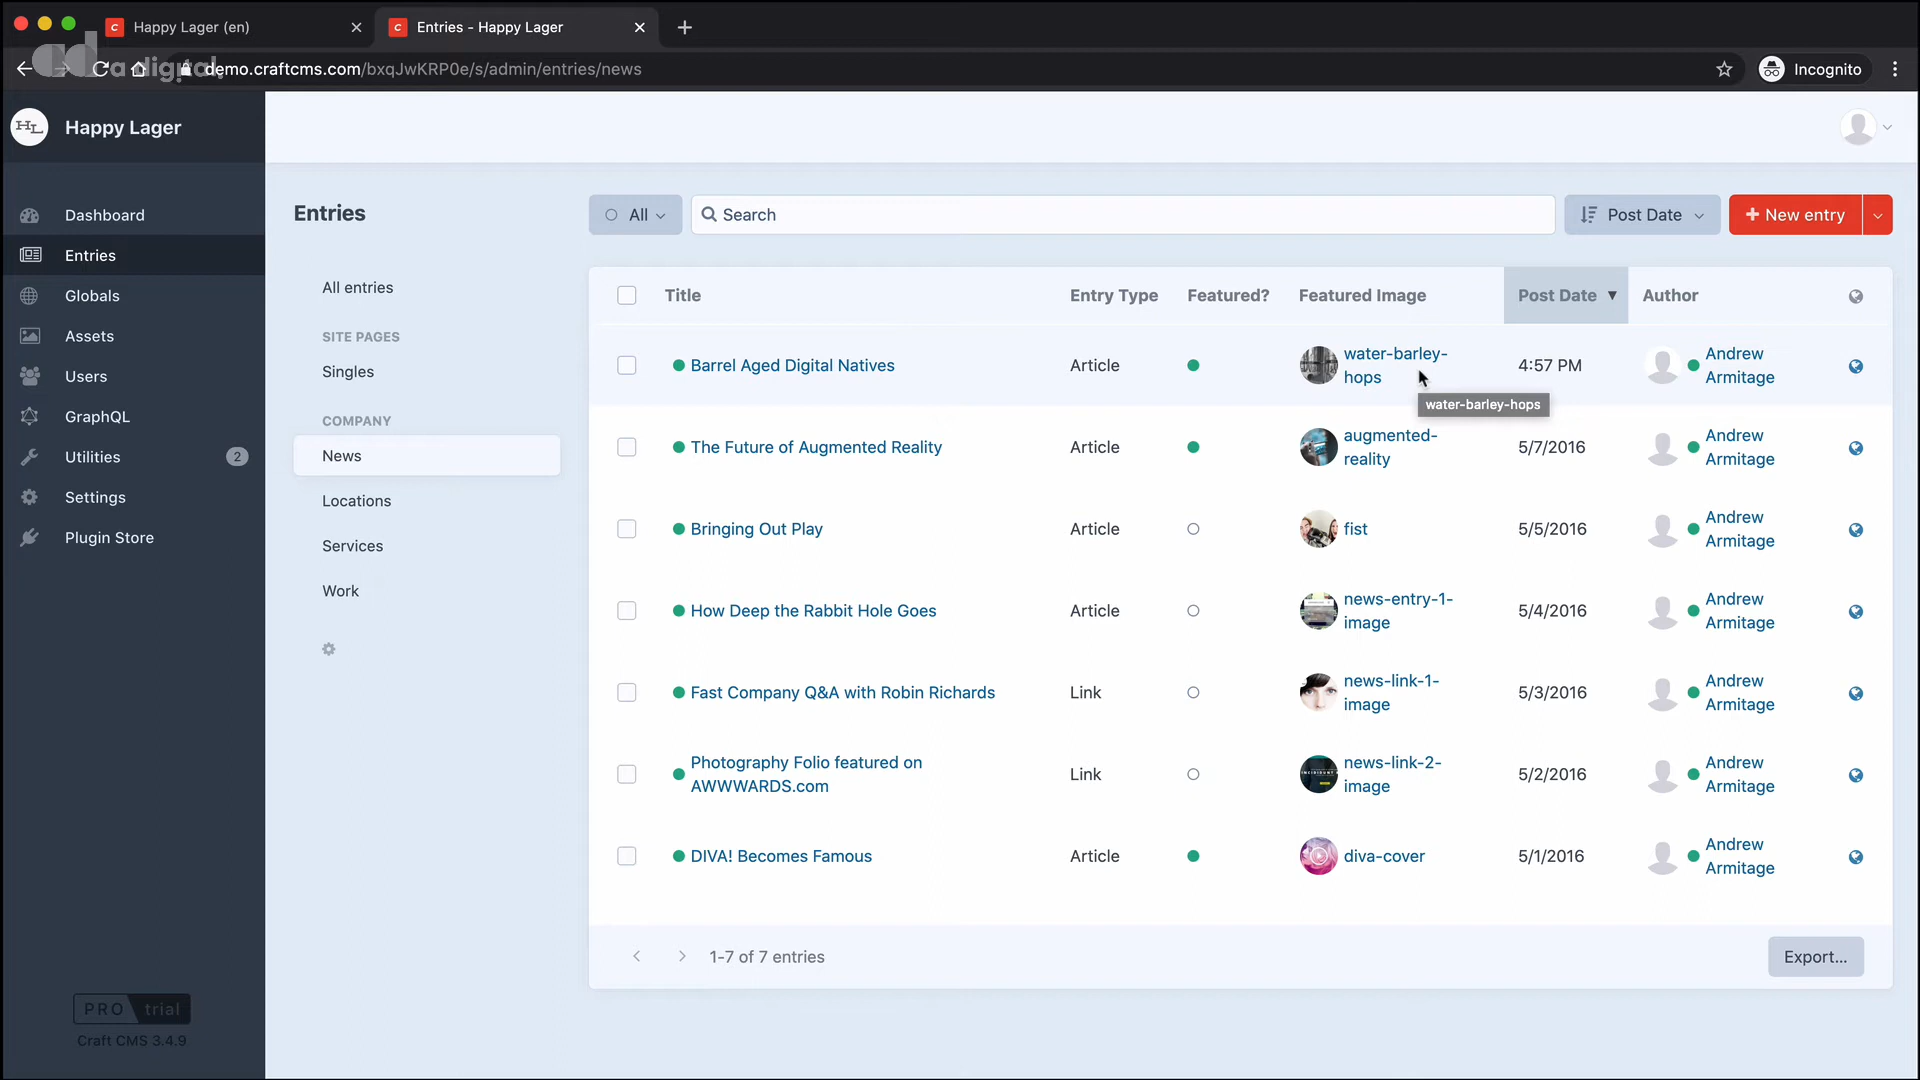 Happy Lager (en)
Entries - Happy Lager
a digital
demo.craftcms.com/bxqJwKRP0e/s/admin/entries/news
Incognito
HL
Happy Lager
Dashboard
Entries
Globals
Assets
Users
GraphQL
Utilities 2
Settings
Plugin Store
PRO trial
Craft CMS 3.4.9
Entries
All entries
SITE PAGES
Singles
COMPANY
News
Locations
Services
Work
All
Search
Post Date
New entry
Title Entry Type Featured? Featured Image Post Date Author
Barrel Aged Digital Natives Article water-barley-
hops 4:57 PM Andrew
Armitage
water-barley-hops
The Future of Augmented Reality Article augmented-
reality 5/7/2016 Andrew
Armitage
Bringing Out Play Article fist 5/5/2016 Andrew
Armitage
How Deep the Rabbit Hole Goes Article news-entry-1-
image 5/4/2016 Andrew
Armitage
Fast Company Q&A with Robin Richards Link news-link-1-
image 5/3/2016 Andrew
Armitage
Photography Folio featured on
AWWWARDS.com Link news-link-2-
image 5/2/2016 Andrew
Armitage
DIVA! Becomes Famous Article diva-cover 5/1/2016 Andrew
Armitage
1-7 of 7 entries
Export...